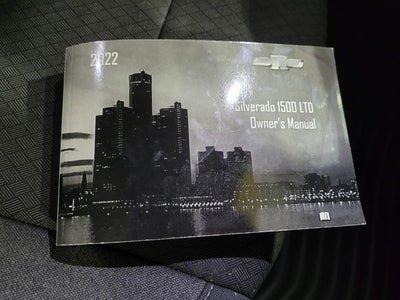 2022
Silverado 1500 LTD
Owner's Manual